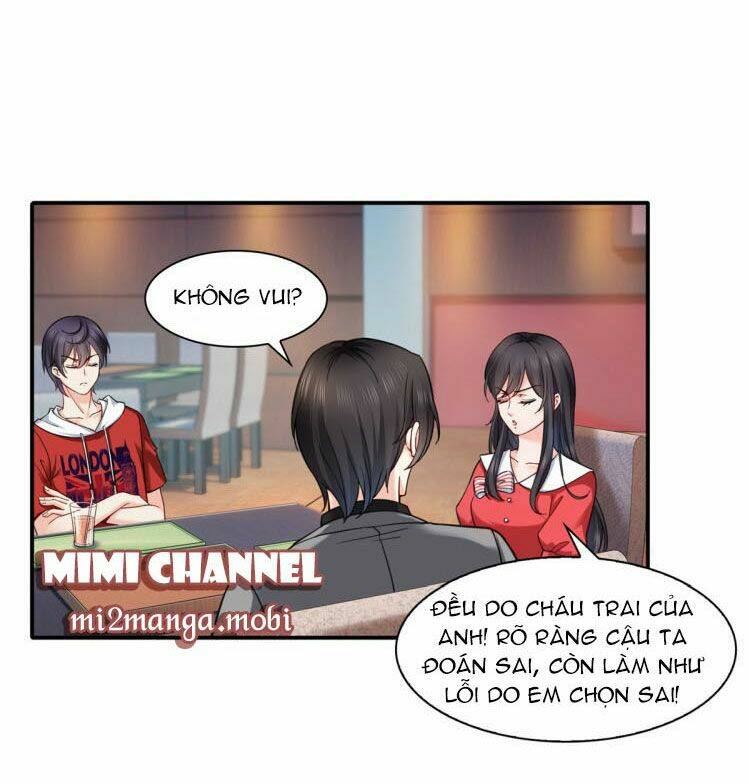 KHÔNG VUI?
LONDON
MIMI CHANNEL
mi2manga.mobi
ĐỀU DO CHÁU TRAI CỦA
ANH! RÕ RÀNG CẬU TA
ĐOÁN SAI, CÒN LÀM NHƯ
LỖI DO EM CHỌN SAI!